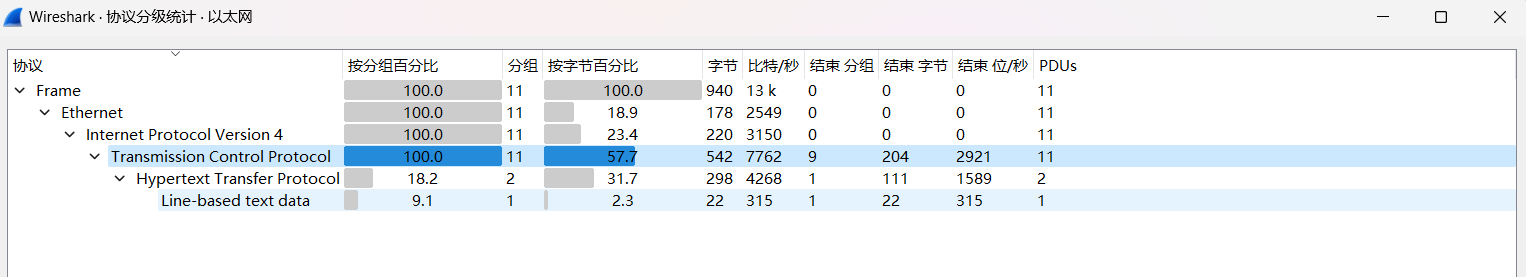 Wireshark · 协议分级统计 · 以太网
协议 按分组百分比 分组 按字节百分比 字节 比特/秒 结束 分组 结束 字节 结束 位/秒 PDUs
Frame 100.0 11 100.0 940 13 k 0 0 0 11
Ethernet 100.0 11 18.9 178 2549 0 0 0 11
Internet Protocol Version 4 100.0 11 23.4 220 3150 0 0 0 11
Transmission Control Protocol 100.0 11 57.7 542 7762 9 204 2921 11
Hypertext Transfer Protocol 18.2 2 31.7 298 4268 1 111 1589 2
Line-based text data 9.1 1 2.3 22 315 1 22 315 1